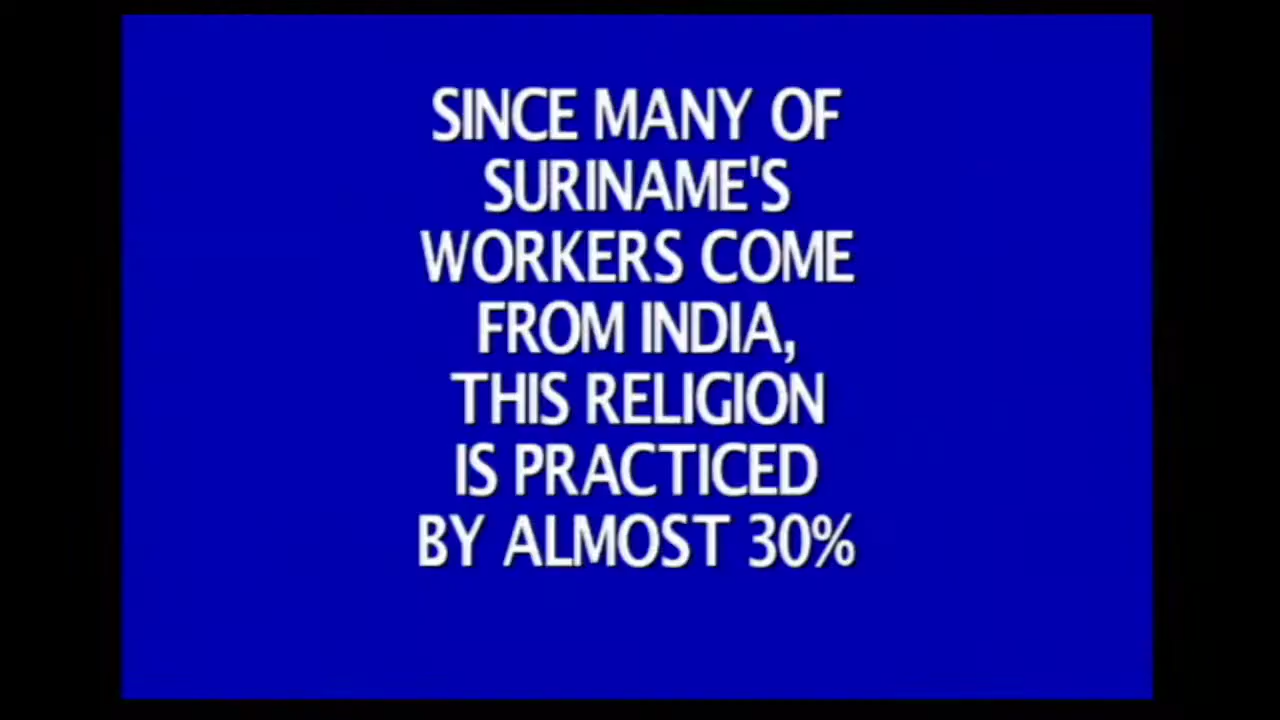 SINCE MANY OF
SURINAME'S
WORKERS COME
FROM INDIA,
THIS RELIGION
IS PRACTICED
BY ALMOST 30%